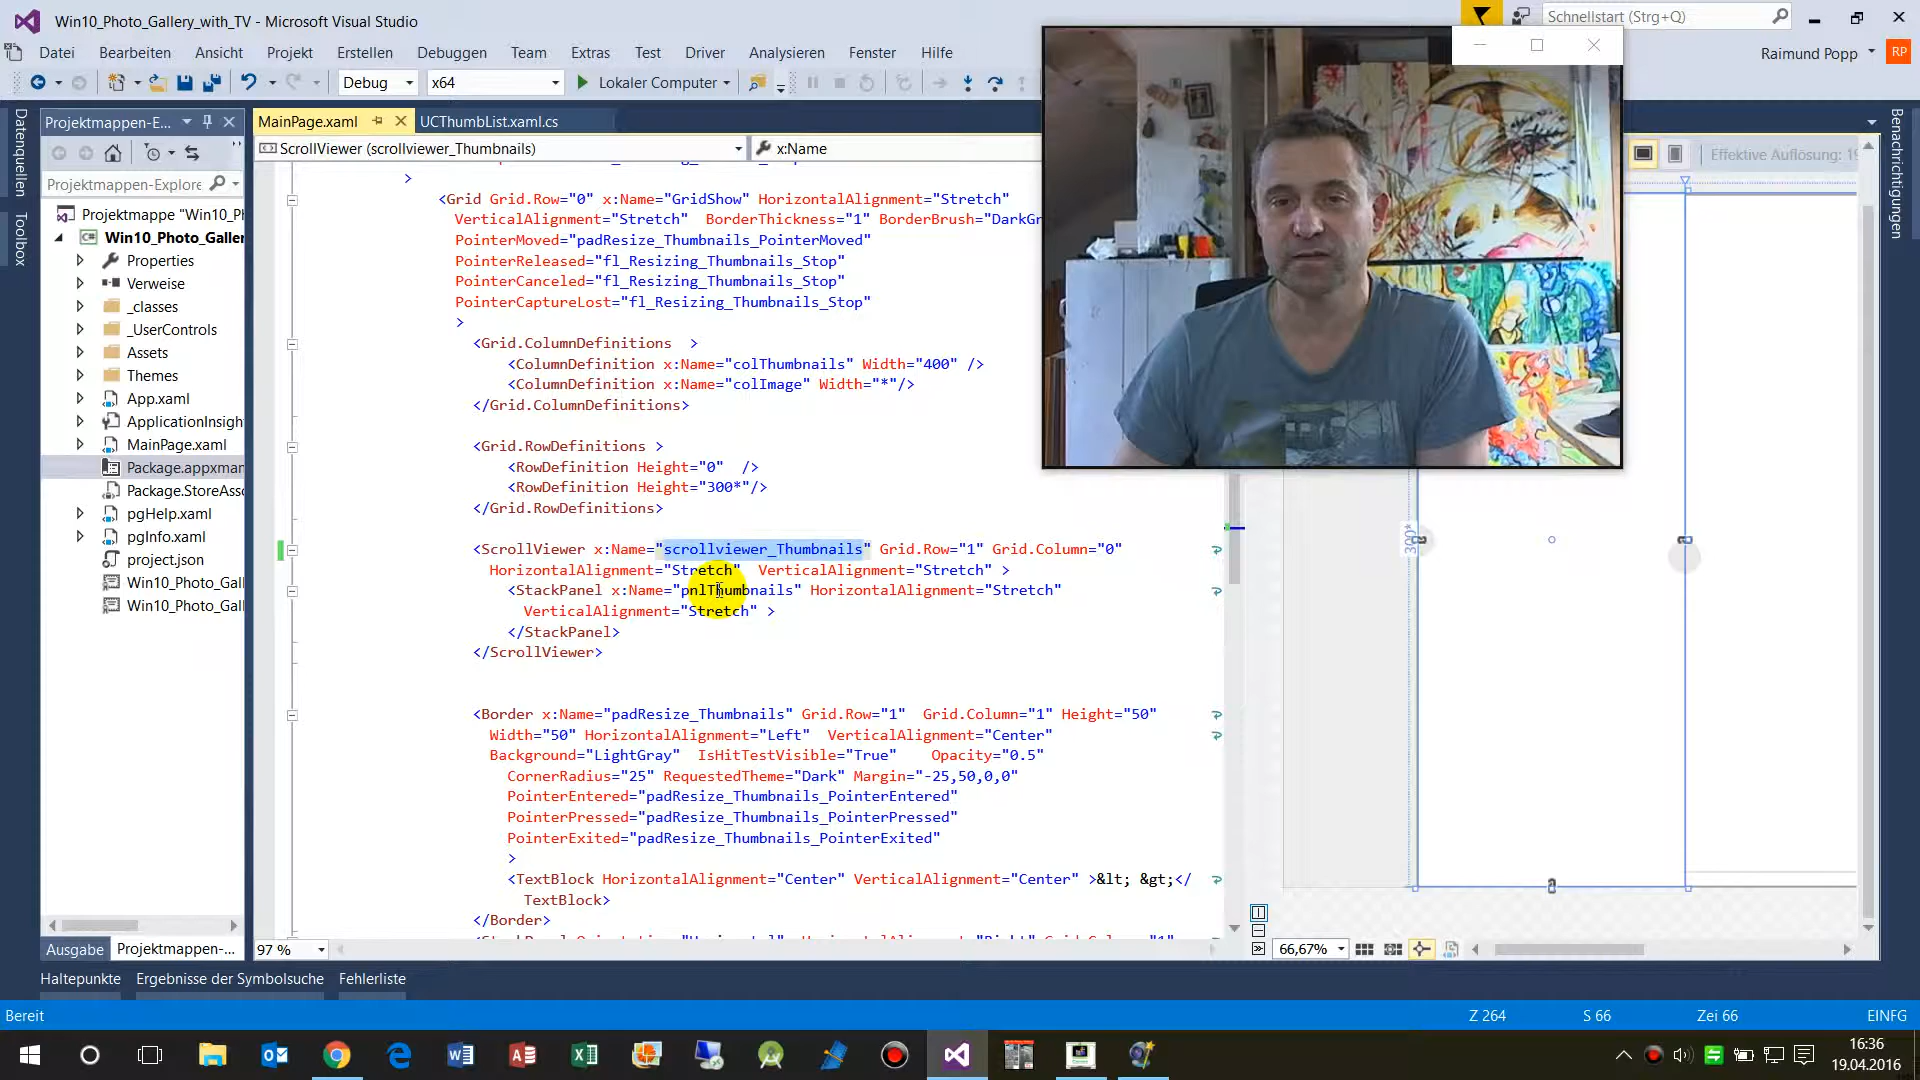 Win10_Photo_Gallery_with_TV - Microsoft Visual Studio
Schnellstart (Strg+Q)
Datei Bearbeiten Ansicht Projekt Erstellen Debuggen Team Extras Test Driver Analysieren Fenster Hilfe
Raimund Popp RP
Debug x64 Lokaler Computer
Datenquellen
Toolbox
Projektmappen-E...
MainPage.xaml UCThumbList.xaml.cs
ScrollViewer (scrollviewer_Thumbnails) x:Name
Effektive Auflösung: 19
Benachrichtigungen
Projektmappen-Explore
Projektmappe "Win10_Pl
Win10_Photo_Galler
Properties
Verweise
_classes
_UserControls
Assets
Themes
App.xaml
ApplicationInsigh
MainPage.xaml
Package.appxman
Package.StoreAsso
pgHelp.xaml
pgInfo.xaml
project.json
Win10_Photo_Gal
Win10_Photo_Gal
>
<Grid Grid.Row="0" x:Name="GridShow" HorizontalAlignment="Stretch"
VerticalAlignment="Stretch" BorderThickness="1" BorderBrush="DarkGr
PointerMoved="padResize_Thumbnails_PointerMoved"
PointerReleased="fl_Resizing_Thumbnails_Stop"
PointerCanceled="fl_Resizing_Thumbnails_Stop"
PointerCaptureLost="fl_Resizing_Thumbnails_Stop"
>
<Grid.ColumnDefinitions >
<ColumnDefinition x:Name="colThumbnails" Width="400" />
<ColumnDefinition x:Name="colImage" Width="*"/>
</Grid.ColumnDefinitions>
<Grid.RowDefinitions >
<RowDefinition Height="0" />
<RowDefinition Height="300*"/>
</Grid.RowDefinitions>
<ScrollViewer x:Name="scrollviewer_Thumbnails" Grid.Row="1" Grid.Column="0"
HorizontalAlignment="Stretch" VerticalAlignment="Stretch" >
<StackPanel x:Name="pnlThumbnails" HorizontalAlignment="Stretch"
VerticalAlignment="Stretch" >
</StackPanel>
</ScrollViewer>
<Border x:Name="padResize_Thumbnails" Grid.Row="1" Grid.Column="1" Height="50"
Width="50" HorizontalAlignment="Left" VerticalAlignment="Center"
Background="LightGray" IsHitTestVisible="True" Opacity="0.5"
CornerRadius="25" RequestedTheme="Dark" Margin="-25,50,0,0"
PointerEntered="padResize_Thumbnails_PointerEntered"
PointerPressed="padResize_Thumbnails_PointerPressed"
PointerExited="padResize_Thumbnails_PointerExited"
>
<TextBlock HorizontalAlignment="Center" VerticalAlignment="Center" >&lt; &gt;</
TextBlock>
</Border>
300*
Ausgabe Projektmappen-...
97 %
66,67%
Haltepunkte Ergebnisse der Symbolsuche Fehlerliste
Bereit Z 264 S 66 Zei 66 EINFG
16:36
19.04.2016